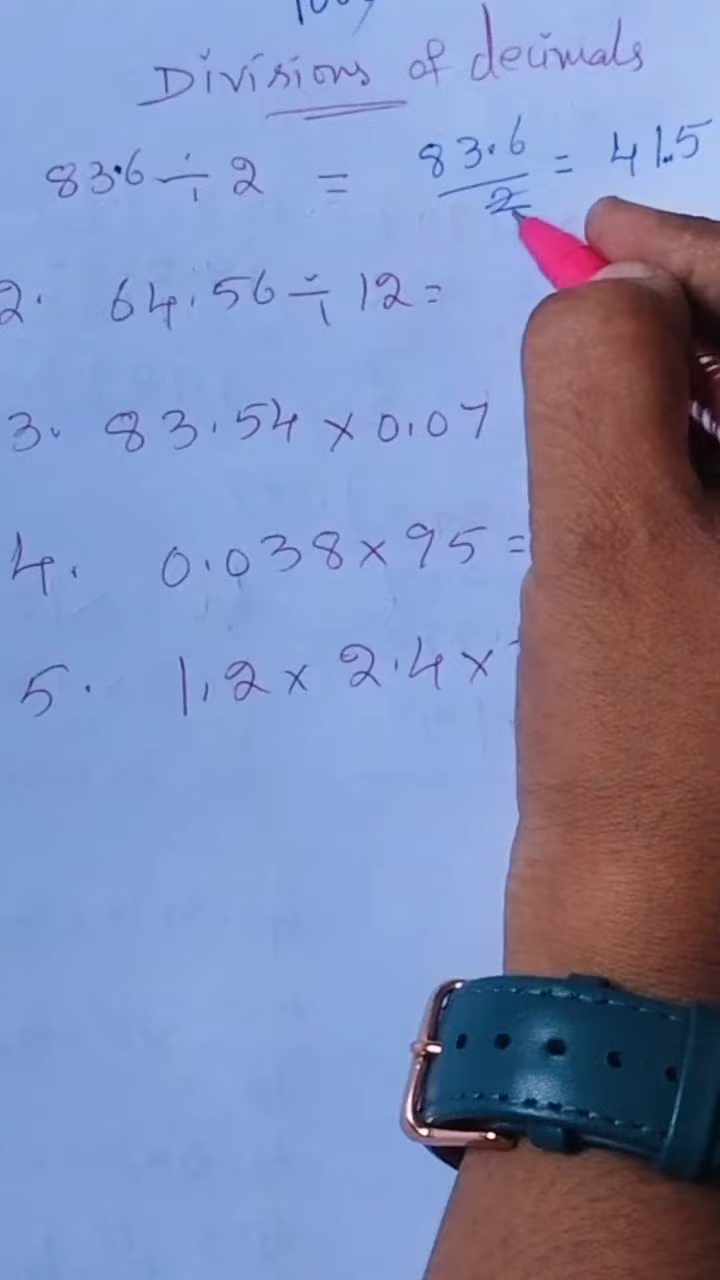 Divisions of decimals
83.6 ÷ 2 = 83.6/2 = 41.5
2. 64.56 ÷ 12 =
3. 83.54 x 0.07
4. 0.038 x 95 =
5. 1.2 x 2.4 x